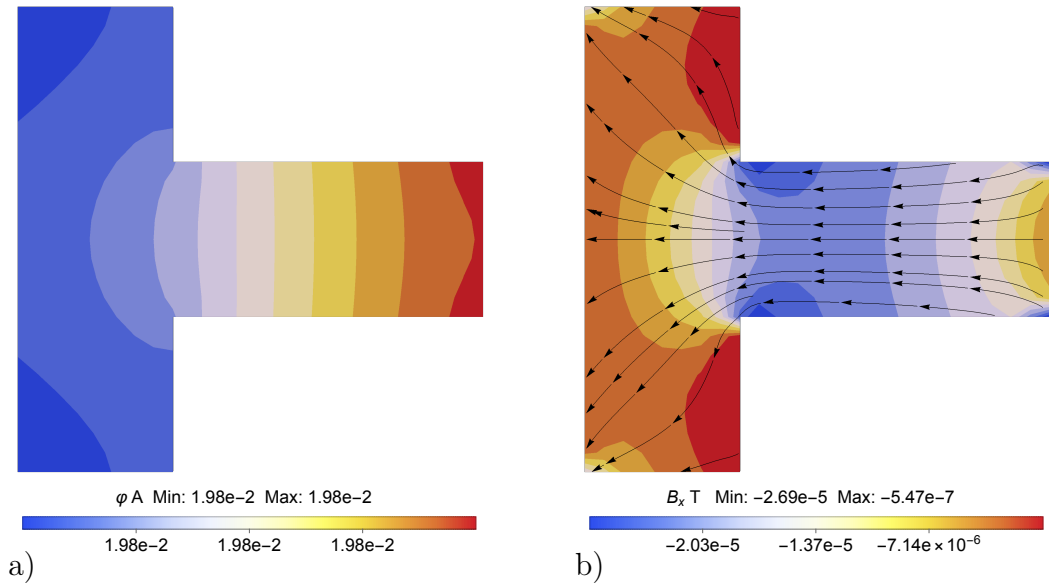 φ A Min: 1.98e-2 Max: 1.98e-2
1.98e-2 1.98e-2 1.98e-2
a)
B_x T Min: −2.69e-5 Max: −5.47e-7
−2.03e-5 −1.37e-5 −7.14e×10^{-6}
b)